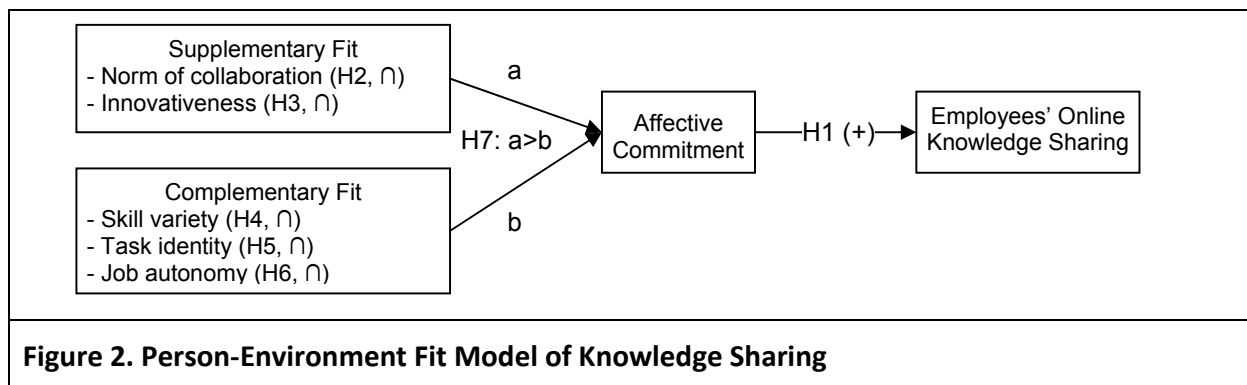 Supplementary Fit
- Norm of collaboration (H2, ∩)
- Innovativeness (H3, ∩)
a
H7: a>b
Complementary Fit
- Skill variety (H4, ∩)
- Task identity (H5, ∩)
- Job autonomy (H6, ∩)
b
Affective
Commitment
H1 (+)
Employees’ Online
Knowledge Sharing
Figure 2. Person-Environment Fit Model of Knowledge Sharing